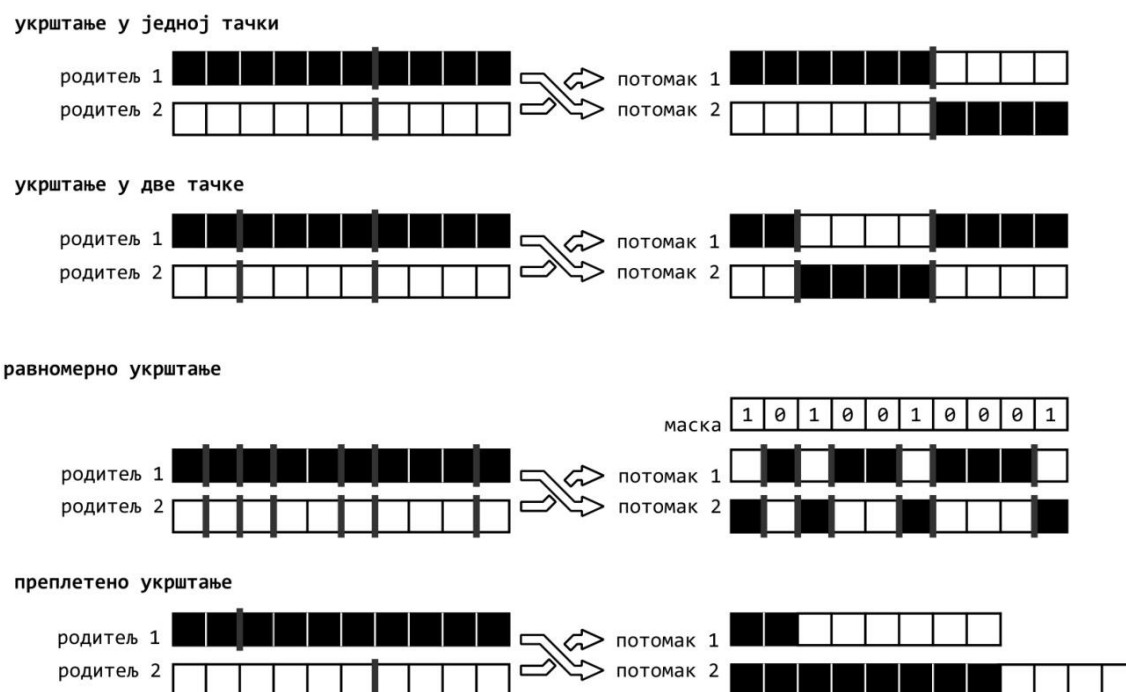 укрштање у једној тачки
родитељ 1
родитељ 2
потомак 1
потомак 2
укрштање у две тачке
родитељ 1
родитељ 2
потомак 1
потомак 2
равномерно укрштање
маска 1 0 1 0 0 1 0 0 0 1
родитељ 1
родитељ 2
потомак 1
потомак 2
преплетено укрштање
родитељ 1
родитељ 2
потомак 1
потомак 2